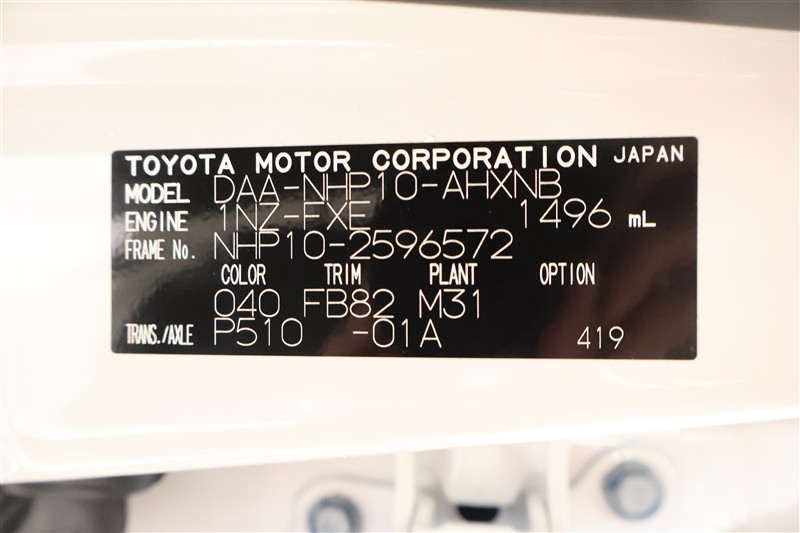 TOYOTA MOTOR CORPORATION JAPAN
MODEL DAA-NHP10-AHXNB
ENGINE 1NZ-FXE 1496 mL
FRAME No. NHP10-2596572
COLOR TRIM PLANT OPTION
040 FB82 M31
TRANS./AXLE P510 -01A 419